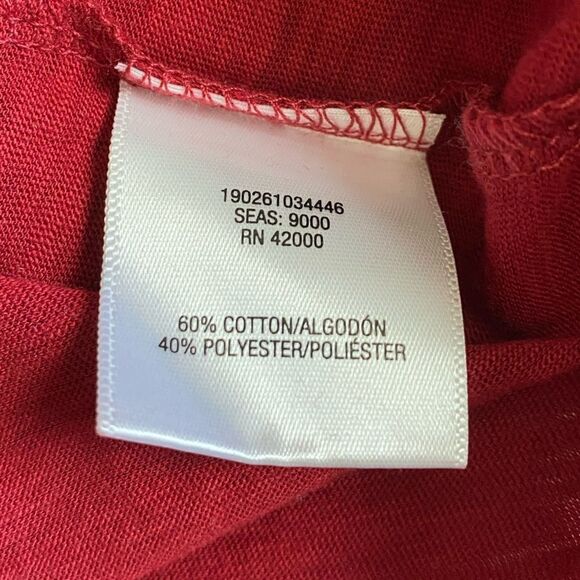 190261034446
SEAS: 9000
RN 42000
60% COTTON/ALGODÓN
40% POLYESTER/POLIÉSTER